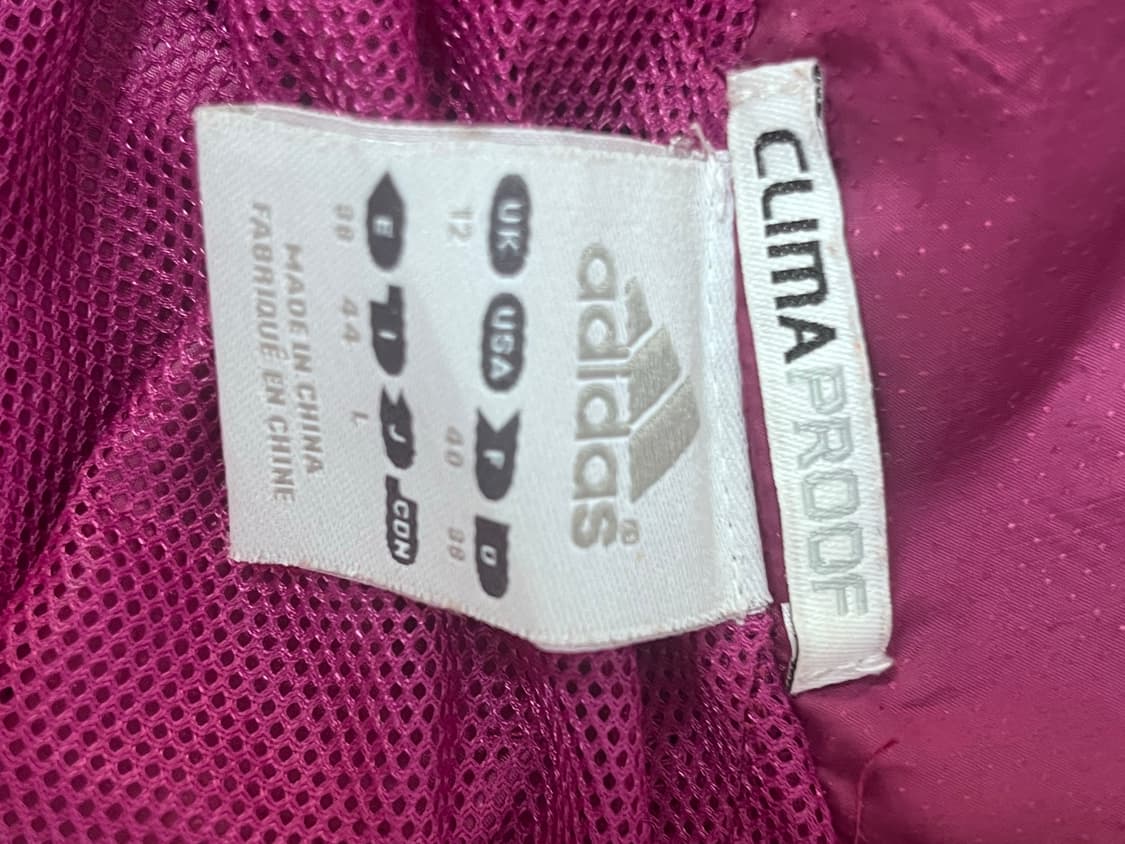 CLIMAPROOF
adidas®
UK USA F D
12 40 38
E I J CDN
38 44 L
MADE IN CHINA
FABRIQUÉ EN CHINE